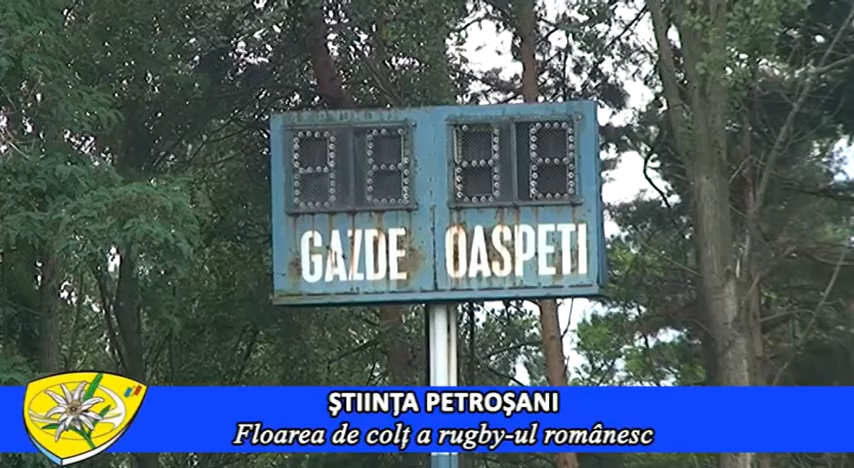 GAZDE OASPETI
ŞTIINŢA PETROŞANI
Floarea de colţ a rugby-ul românesc